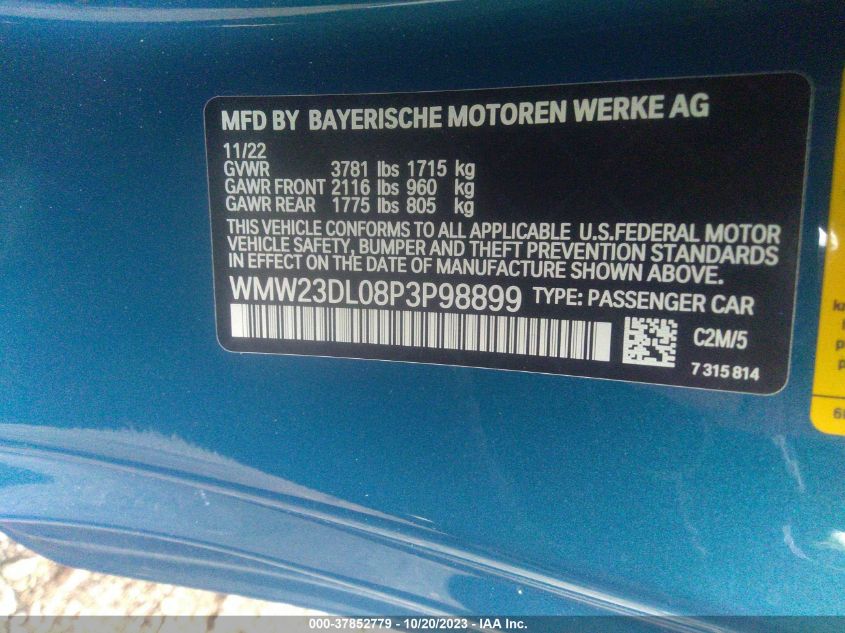 MFD BY BAYERISCHE MOTOREN WERKE AG
11/22
GVWR 3781 lbs 1715 kg
GAWR FRONT 2116 lbs 960 kg
GAWR REAR 1775 lbs 805 kg
THIS VEHICLE CONFORMS TO ALL APPLICABLE U.S.FEDERAL MOTOR
VEHICLE SAFETY, BUMPER AND THEFT PREVENTION STANDARDS
IN EFFECT ON THE DATE OF MANUFACTURE SHOWN ABOVE.
WMW23DL08P3P98899 TYPE: PASSENGER CAR
C2M/5
7 315 814
000-37852779 - 10/20/2023 - IAA Inc.